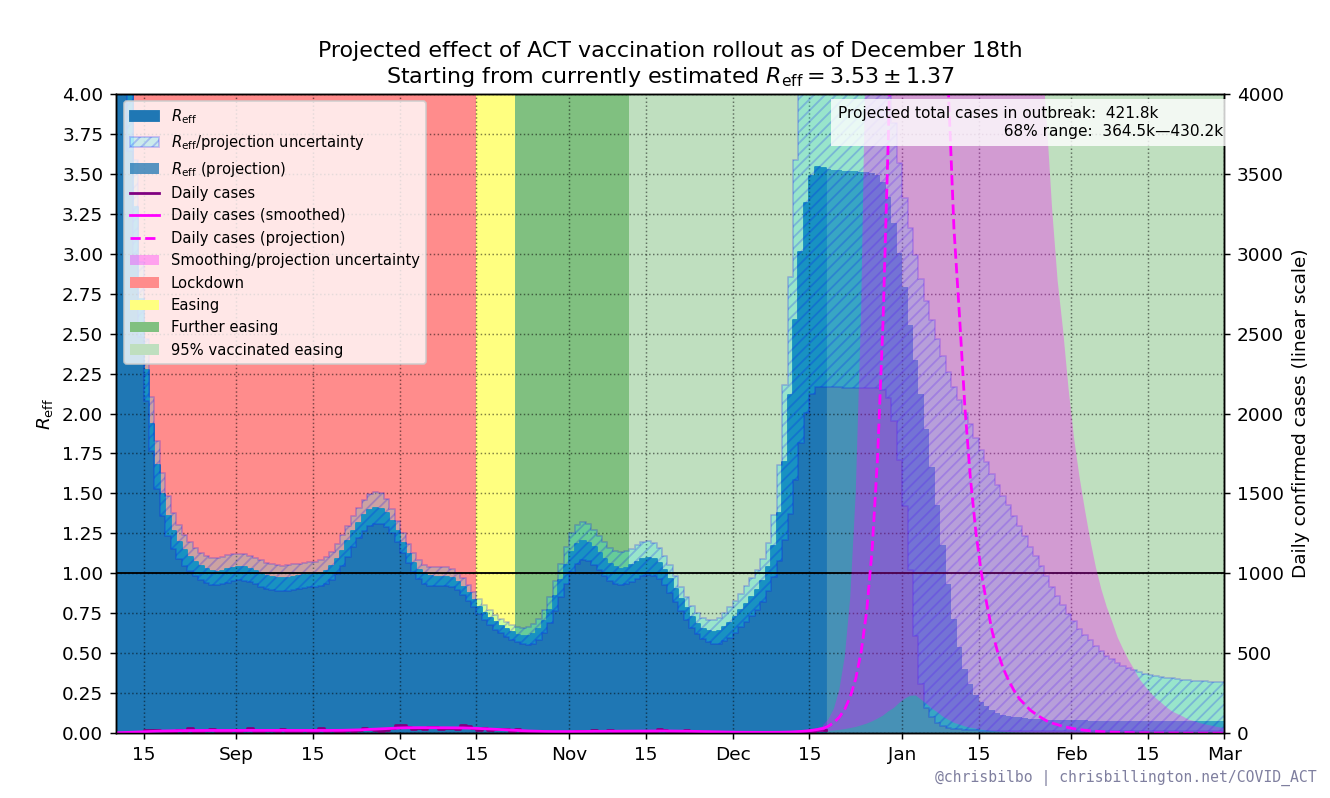 Projected effect of ACT vaccination rollout as of December 18th
Starting from currently estimated R_eff = 3.53 ± 1.37
R_eff
R_eff/projection uncertainty
R_eff (projection)
Daily cases
Daily cases (smoothed)
Daily cases (projection)
Smoothing/projection uncertainty
Lockdown
Easing
Further easing
95% vaccinated easing
Projected total cases in outbreak: 421.8k
68% range: 364.5k—430.2k
4.00
3.75
3.50
3.25
3.00
2.75
2.50
2.25
2.00
1.75
1.50
1.25
1.00
0.75
0.50
0.25
0.00
R_eff
4000
3500
3000
2500
2000
1500
1000
500
0
Daily confirmed cases (linear scale)
15 Sep 15 Oct 15 Nov 15 Dec 15 Jan 15 Feb 15 Mar
@chrisbilbo | chrisbillington.net/COVID_ACT